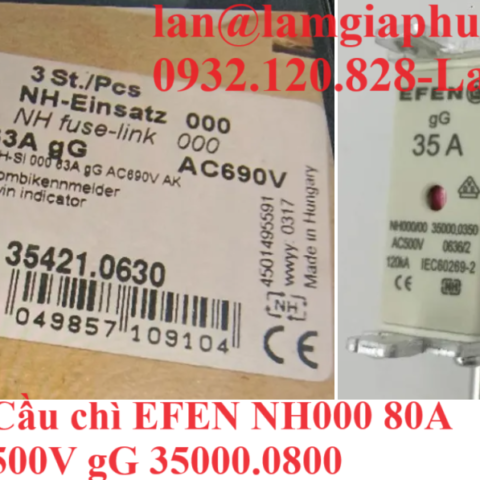 lan@lamgiaphu
0932.120.828-La
3 St./Pcs
NH-Einsatz 000
NH fuse-link 000
63A gG
AC690V
H-SI 000 63A gG AC690V AK
ombikennmelder
win indicator
35421.0630
049857 109104
4501495591
wwyy 0317
Made in Hungary
NH
CE
EFEN
gG
35 A
NH000/00 35000.0350
AC500V 0636/2
120kA IEC60269-2
CE
Cầu chì EFEN NH000 80A
500V gG 35000.0800